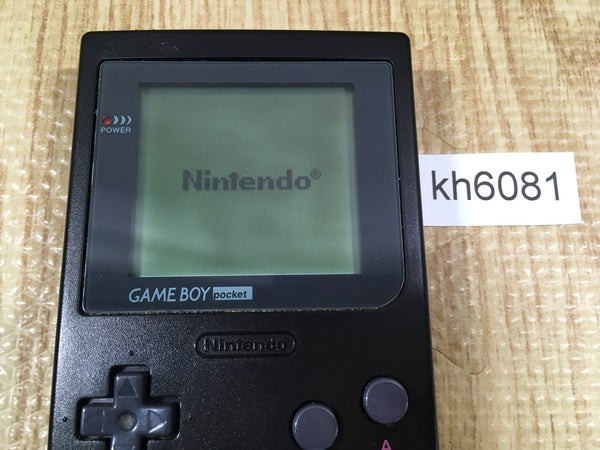 POWER
Nintendo®
kh6081
GAME BOY pocket
Nintendo
A